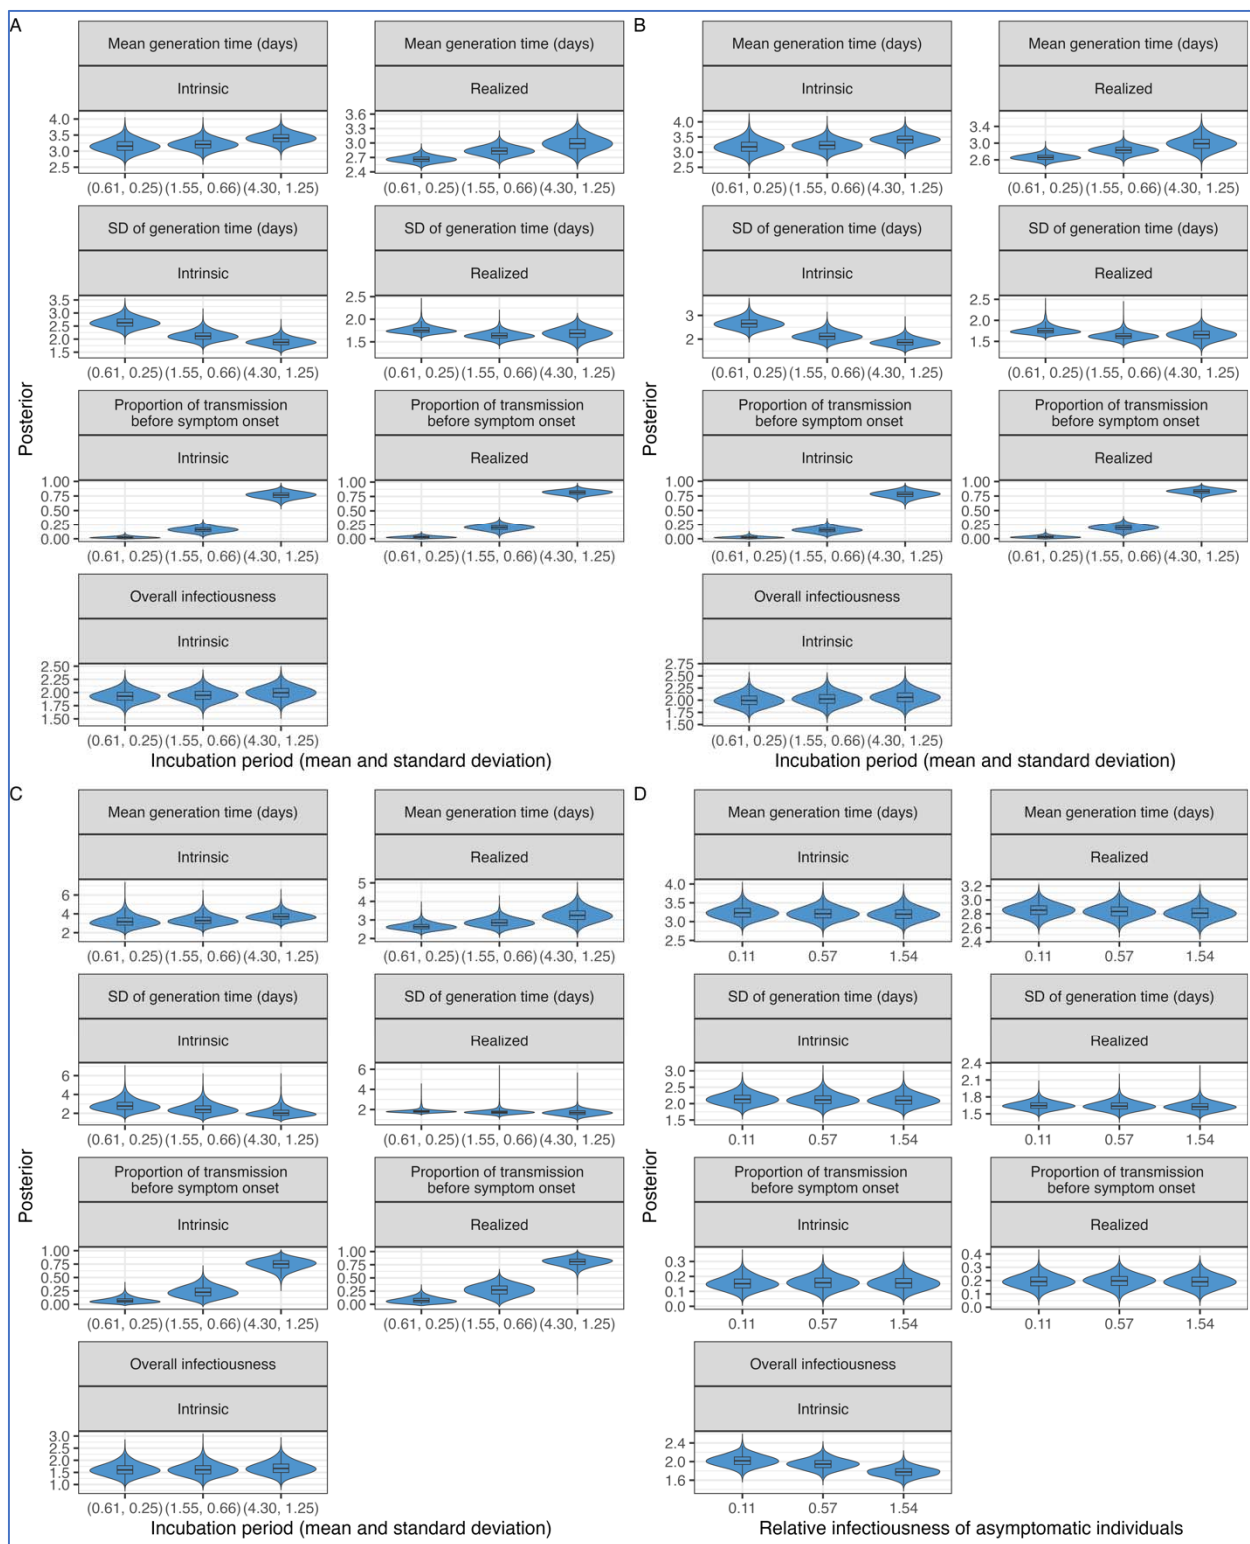 A
Mean generation time (days)
Intrinsic
4.0
3.5
3.0
2.5
(0.61, 0.25) (1.55, 0.66) (4.30, 1.25)
Mean generation time (days)
Realized
3.6
3.3
3.0
2.7
2.4
(0.61, 0.25) (1.55, 0.66) (4.30, 1.25)
SD of generation time (days)
Intrinsic
3.5
3.0
2.5
2.0
1.5
(0.61, 0.25) (1.55, 0.66) (4.30, 1.25)
SD of generation time (days)
Realized
2.5
2.0
1.5
(0.61, 0.25) (1.55, 0.66) (4.30, 1.25)
Posterior
Proportion of transmission
before symptom onset
Intrinsic
1.00
0.75
0.50
0.25
0.00
(0.61, 0.25) (1.55, 0.66) (4.30, 1.25)
Proportion of transmission
before symptom onset
Realized
1.00
0.75
0.50
0.25
0.00
(0.61, 0.25) (1.55, 0.66) (4.30, 1.25)
Overall infectiousness
Intrinsic
2.50
2.25
2.00
1.75
1.50
(0.61, 0.25) (1.55, 0.66) (4.30, 1.25)
Incubation period (mean and standard deviation)
B
Mean generation time (days)
Intrinsic
4.0
3.5
3.0
2.5
(0.61, 0.25) (1.55, 0.66) (4.30, 1.25)
Mean generation time (days)
Realized
3.4
3.0
2.6
(0.61, 0.25) (1.55, 0.66) (4.30, 1.25)
SD of generation time (days)
Intrinsic
3
2
(0.61, 0.25) (1.55, 0.66) (4.30, 1.25)
SD of generation time (days)
Realized
2.5
2.0
1.5
(0.61, 0.25) (1.55, 0.66) (4.30, 1.25)
Posterior
Proportion of transmission
before symptom onset
Intrinsic
1.00
0.75
0.50
0.25
0.00
(0.61, 0.25) (1.55, 0.66) (4.30, 1.25)
Proportion of transmission
before symptom onset
Realized
1.00
0.75
0.50
0.25
0.00
(0.61, 0.25) (1.55, 0.66) (4.30, 1.25)
Overall infectiousness
Intrinsic
2.75
2.50
2.25
2.00
1.75
1.50
(0.61, 0.25) (1.55, 0.66) (4.30, 1.25)
Incubation period (mean and standard deviation)
C
Mean generation time (days)
Intrinsic
6
4
2
(0.61, 0.25) (1.55, 0.66) (4.30, 1.25)
Mean generation time (days)
Realized
5
4
3
2
(0.61, 0.25) (1.55, 0.66) (4.30, 1.25)
SD of generation time (days)
Intrinsic
6
4
2
(0.61, 0.25) (1.55, 0.66) (4.30, 1.25)
SD of generation time (days)
Realized
6
4
2
(0.61, 0.25) (1.55, 0.66) (4.30, 1.25)
Posterior
Proportion of transmission
before symptom onset
Intrinsic
1.00
0.75
0.50
0.25
0.00
(0.61, 0.25) (1.55, 0.66) (4.30, 1.25)
Proportion of transmission
before symptom onset
Realized
1.00
0.75
0.50
0.25
0.00
(0.61, 0.25) (1.55, 0.66) (4.30, 1.25)
Overall infectiousness
Intrinsic
3.0
2.5
2.0
1.5
1.0
(0.61, 0.25) (1.55, 0.66) (4.30, 1.25)
Incubation period (mean and standard deviation)
D
Mean generation time (days)
Intrinsic
4.0
3.5
3.0
2.5
0.11 0.57 1.54
Mean generation time (days)
Realized
3.2
3.0
2.8
2.6
2.4
0.11 0.57 1.54
SD of generation time (days)
Intrinsic
3.0
2.5
2.0
1.5
0.11 0.57 1.54
SD of generation time (days)
Realized
2.4
2.1
1.8
1.5
0.11 0.57 1.54
Posterior
Proportion of transmission
before symptom onset
Intrinsic
0.3
0.2
0.1
0.0
0.11 0.57 1.54
Proportion of transmission
before symptom onset
Realized
0.4
0.3
0.2
0.1
0.0
0.11 0.57 1.54
Overall infectiousness
Intrinsic
2.4
2.0
1.6
0.11 0.57 1.54
Relative infectiousness of asymptomatic individuals